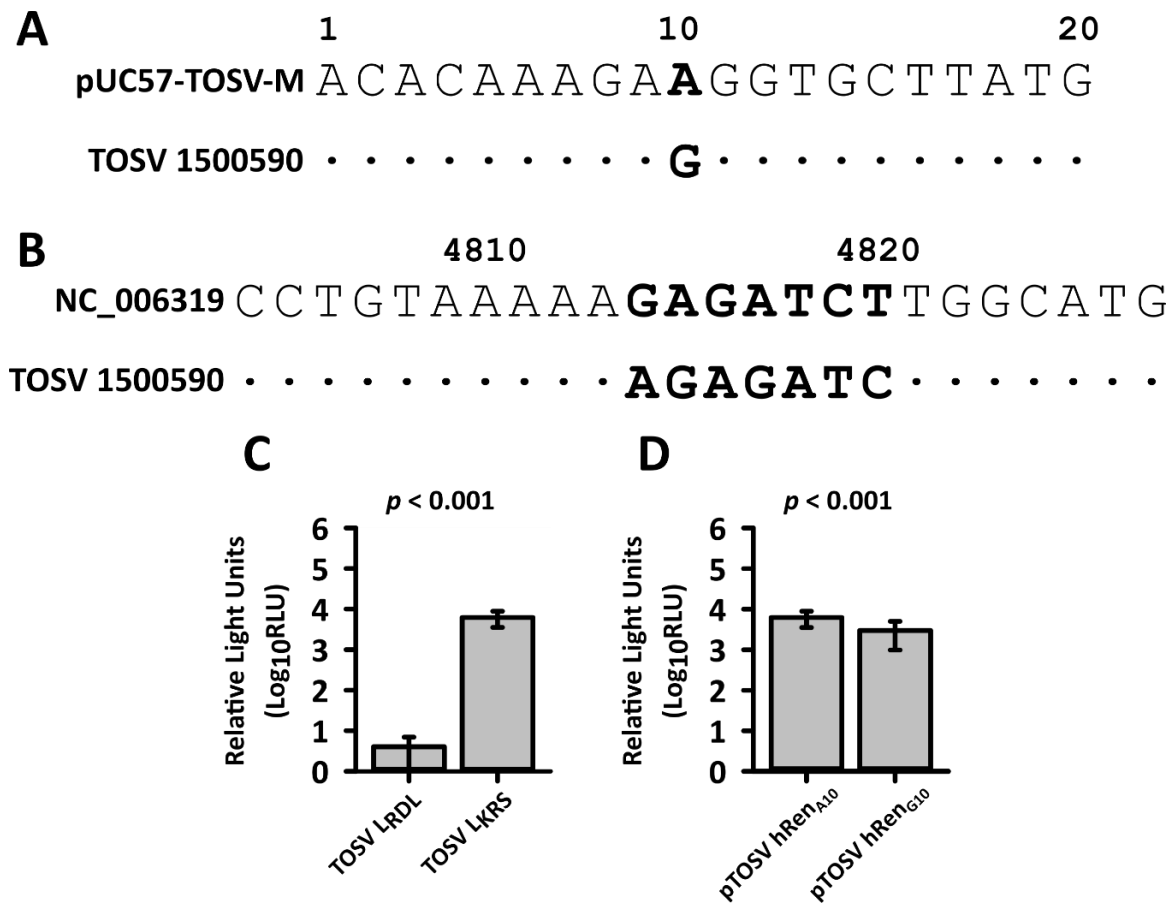 A
1 10 20
pUC57-TOSV-M ACACAAAGAAGGTGCTTATG
TOSV 1500590 · · · · · · · · · G · · · · · · · · · ·
B
4810 4820
NC_006319 CCTGTAAAAAGAGATCTTGGCATG
TOSV 1500590 · · · · · · · · · · AGAGATC · · · · · · ·
C
p < 0.001
Relative Light Units
(Log10RLU)
6
5
4
3
2
1
0
TOSV LRDL
TOSV LKRS
D
p < 0.001
Relative Light Units
(Log10RLU)
6
5
4
3
2
1
0
pTOSV hRenA10
pTOSV hRenG10